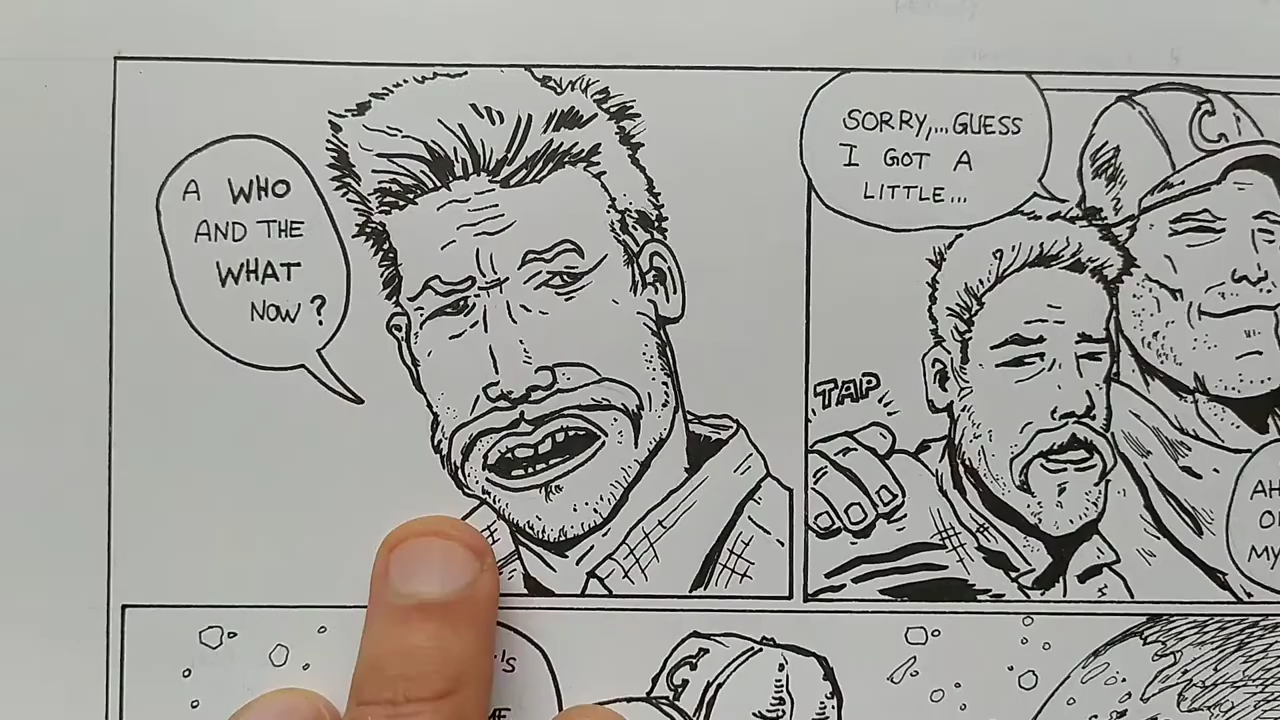 A WHO
AND THE
WHAT
NOW?
SORRY,...GUESS
I GOT A
LITTLE...
TAP